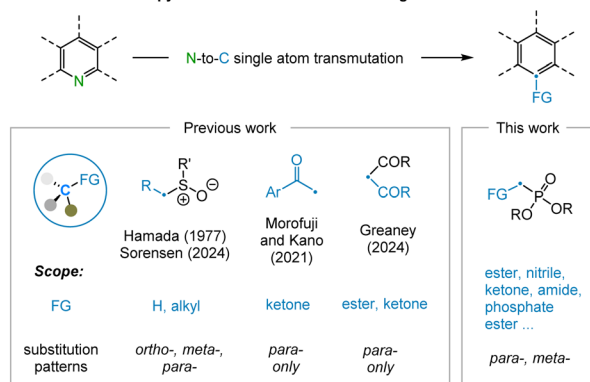 N
N-to-C single atom transmutation
FG
Previous work
This work
C FG
R S R' O
⊕ ⊖
Ar O
COR
COR
FG P O
RO OR
Hamada (1977)
Sorensen (2024)
Morofuji
and Kano
(2021)
Greaney
(2024)
Scope:
FG
H, alkyl
ketone
ester, ketone
ester, nitrile,
ketone, amide,
phosphate
ester ...
substitution
patterns
ortho-, meta-,
para-
para-
only
para-
only
para-, meta-